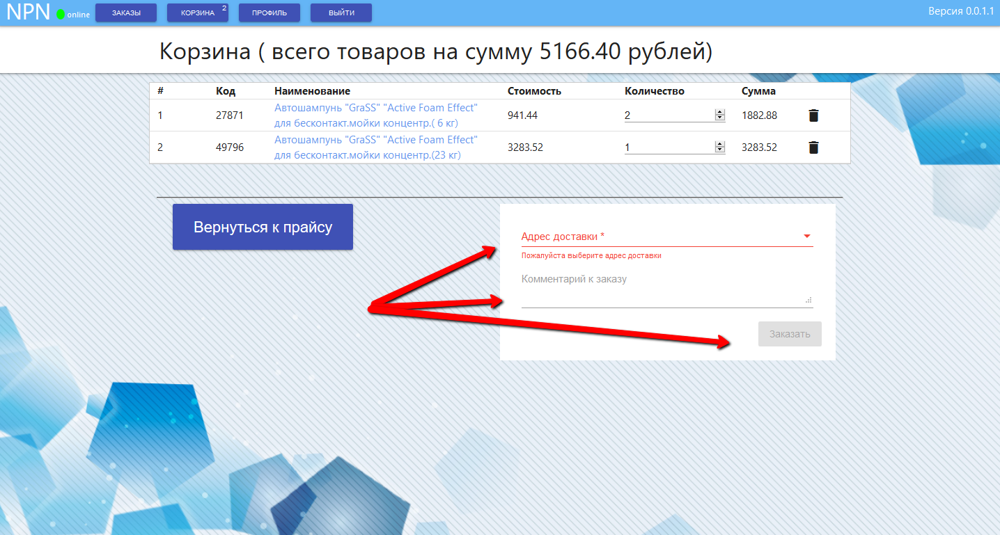 NPN online ЗАКАЗЫ КОРЗИНА 2 ПРОФИЛЬ ВЫЙТИ Версия 0.0.1.1
Корзина ( всего товаров на сумму 5166.40 рублей)
# Код Наименование Стоимость Количество Сумма
1 27871 Автошампунь "GraSS" "Active Foam Effect" 941.44 2 1882.88
для бесконтакт.мойки концентр.( 6 кг)
2 49796 Автошампунь "GraSS" "Active Foam Effect" 3283.52 1 3283.52
для бесконтакт.мойки концентр.(23 кг)
Вернуться к прайсу
Адрес доставки *
Пожалуйста выберите адрес доставки
Комментарий к заказу
Заказать